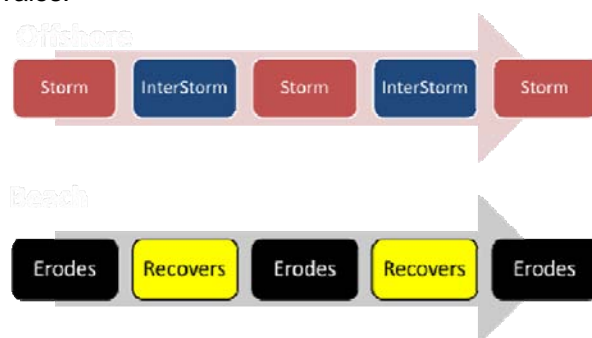 Offshore
Storm InterStorm Storm InterStorm Storm
Beach
Erodes Recovers Erodes Recovers Erodes